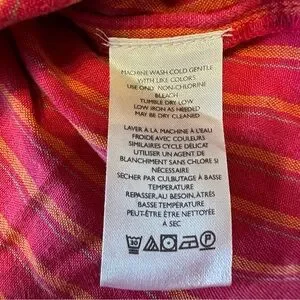 MACHINE WASH COLD GENTLE
WITH LIKE COLORS
USE ONLY NON-CHLORINE
BLEACH
TUMBLE DRY LOW
LOW IRON AS NEEDED
MAY BE DRY CLEANED
LAVER À LA MACHINE À L'EAU
FROIDE AVEC COULEURS
SIMILAIRES CYCLE DÉLICAT
UTILISER UN AGENT DE
BLANCHIMENT SANS CHLORE SI
NÉCESSAIRE
SÉCHER PAR CULBUTAGE À BASSE
TEMPERATURE
REPASSER, AU BESOIN, À TRÈS
BASSE TEMPÉRATURE
PEUT-ÊTRE ÊTRE NETTOYÉE
À SEC
30
P